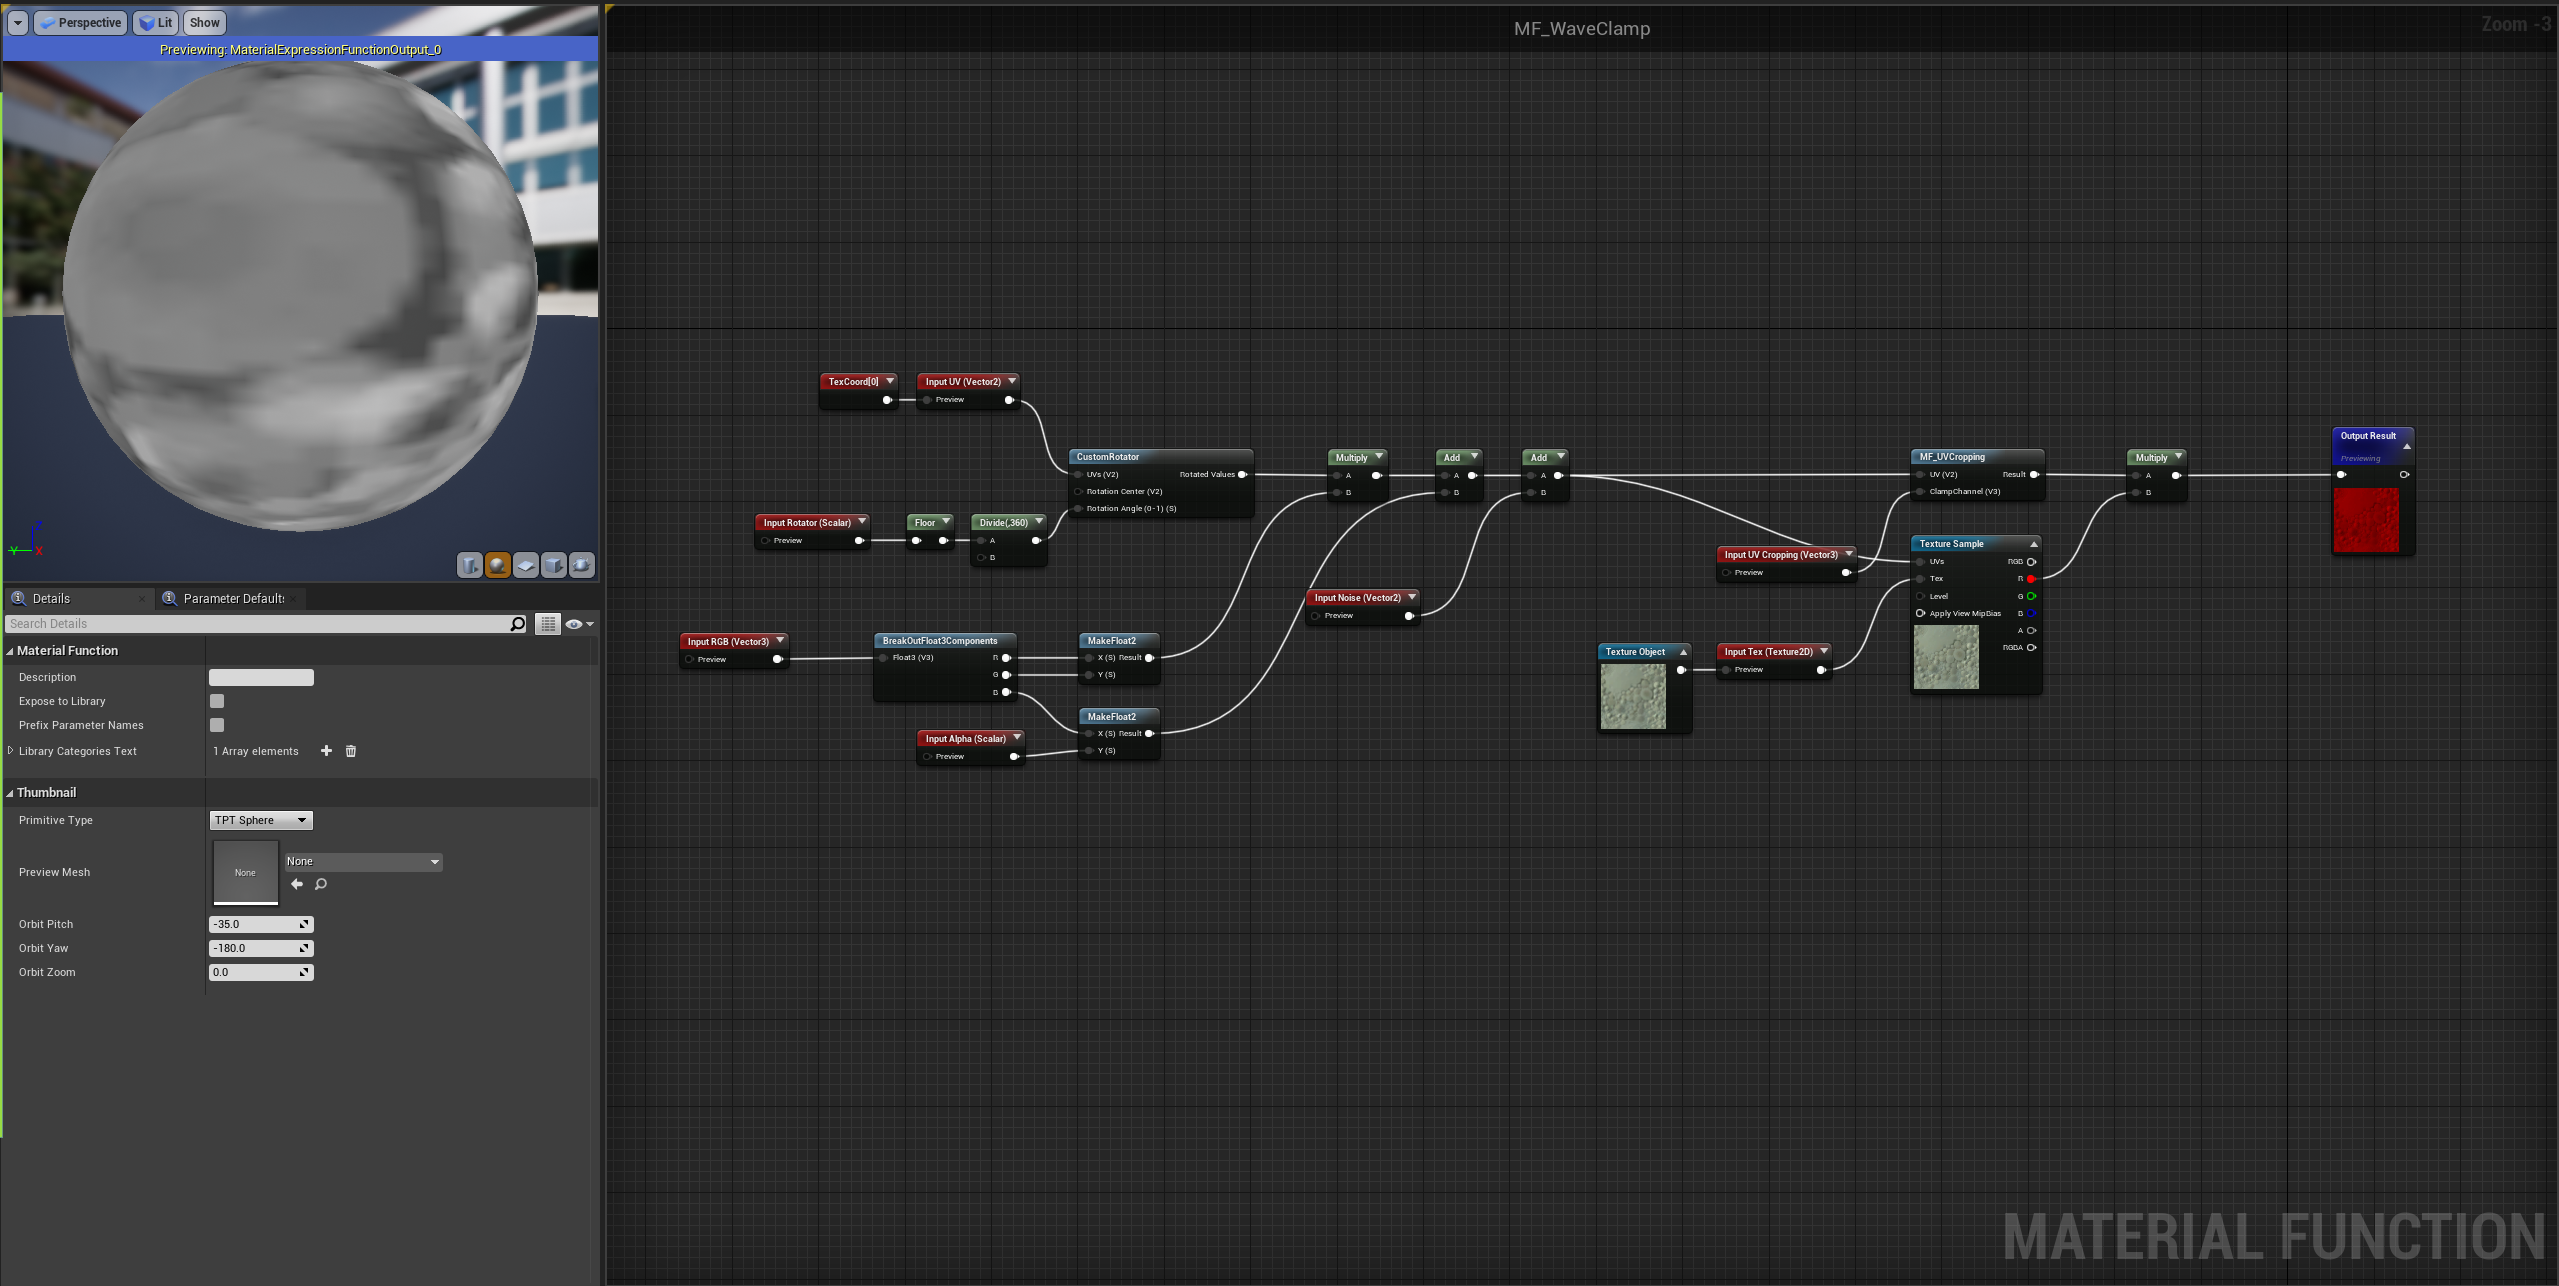 Perspective
Lit
Show
Previewing: MaterialExpressionFunctionOutput_0
Z
Y
X
Details
Parameter Defaults
Search Details
Material Function
Description
Expose to Library
Prefix Parameter Names
Library Categories Text
1 Array elements
Thumbnail
Primitive Type
TPT Sphere
Preview Mesh
None
None
Orbit Pitch
-35.0
Orbit Yaw
-180.0
Orbit Zoom
0.0
MF_WaveClamp
Zoom -3
TexCoord[0]
Input UV (Vector2)
Preview
CustomRotator
UVs (V2)
Rotated Values
Rotation Center (V2)
Rotation Angle (0-1) (S)
Input Rotator (Scalar)
Preview
Floor
Divide(,360)
A
B
Input RGB (Vector3)
Preview
BreakOutFloat3Components
Float3 (V3)
R
G
B
MakeFloat2
X (S) Result
Y (S)
MakeFloat2
X (S) Result
Y (S)
Input Alpha (Scalar)
Preview
Multiply
A
B
Add
A
B
Add
A
B
Input Noise (Vector2)
Preview
Texture Object
Input Tex (Texture2D)
Preview
Input UV Cropping (Vector3)
Preview
MF_UVCropping
UV (V2)
Result
ClampChannel (V3)
Texture Sample
UVs
RGB
Tex
R
Level
G
Apply View MipBias
B
A
RGBA
Multiply
A
B
Output Result
Previewing
MATERIAL FUNCTION